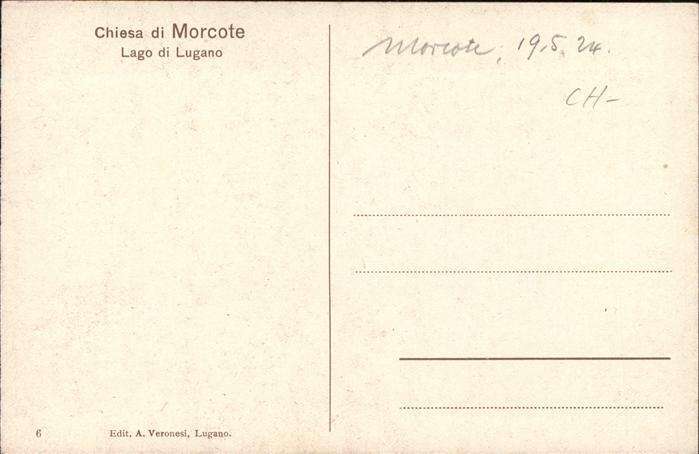 Chiesa di Morcote
Lago di Lugano
Morcote, 19.5.24.
CH-
6
Edit. A. Veronesi, Lugano.